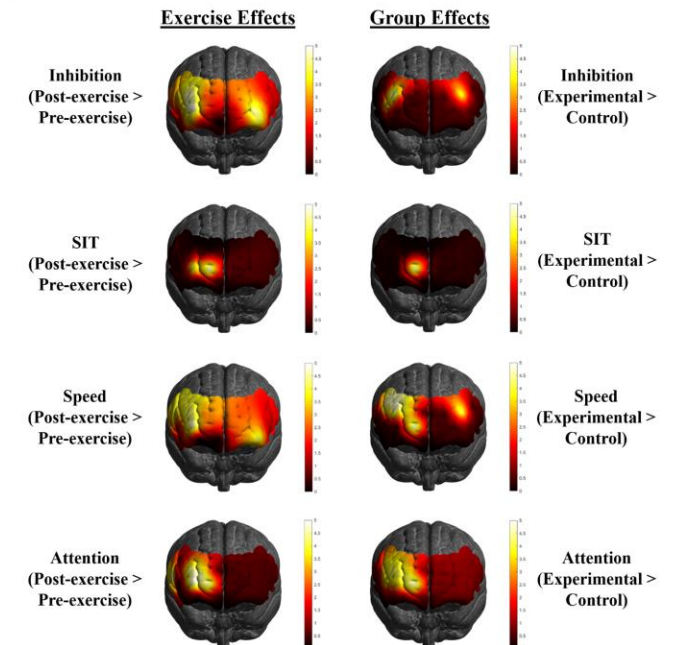 Exercise Effects
Group Effects
Inhibition
(Post-exercise >
Pre-exercise)
Inhibition
(Experimental >
Control)
SIT
(Post-exercise >
Pre-exercise)
SIT
(Experimental >
Control)
Speed
(Post-exercise >
Pre-exercise)
Speed
(Experimental >
Control)
Attention
(Post-exercise >
Pre-exercise)
Attention
(Experimental >
Control)